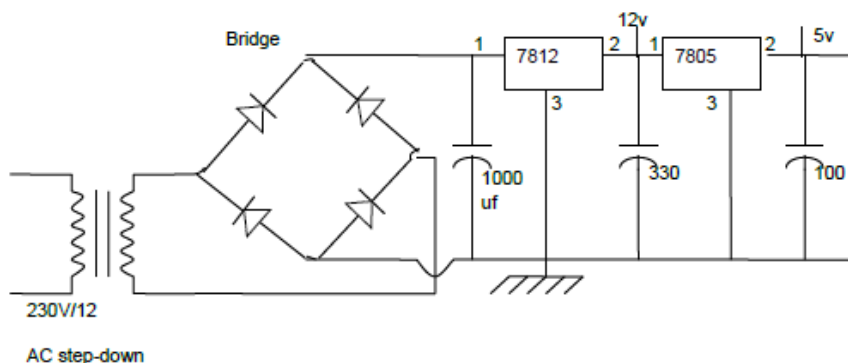 Bridge
12v
5v
1
7812
2
1
7805
2
3
3
1000
uf
330
100
230V/12
AC step-down